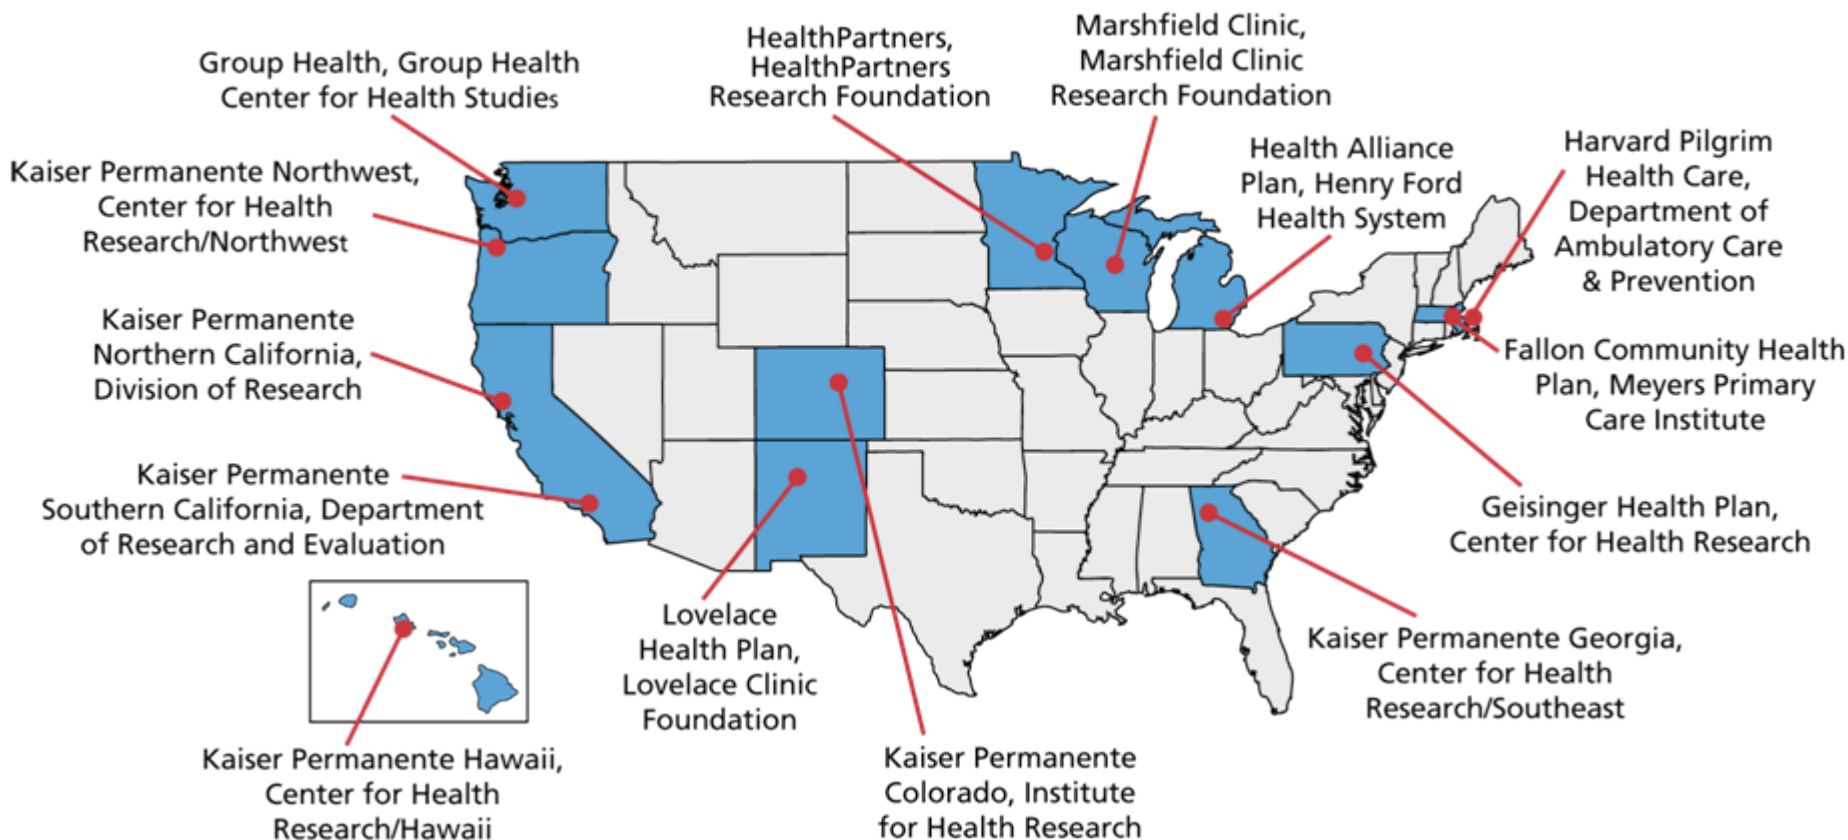 Group Health, Group Health
Center for Health Studies
HealthPartners,
HealthPartners
Research Foundation
Marshfield Clinic,
Marshfield Clinic
Research Foundation
Health Alliance
Plan, Henry Ford
Health System
Harvard Pilgrim
Health Care,
Department of
Ambulatory Care
& Prevention
Kaiser Permanente Northwest,
Center for Health
Research/Northwest
Kaiser Permanente
Northern California,
Division of Research
Fallon Community Health
Plan, Meyers Primary
Care Institute
Kaiser Permanente
Southern California, Department
of Research and Evaluation
Geisinger Health Plan,
Center for Health Research
Lovelace
Health Plan,
Lovelace Clinic
Foundation
Kaiser Permanente Georgia,
Center for Health
Research/Southeast
Kaiser Permanente Hawaii,
Center for Health
Research/Hawaii
Kaiser Permanente
Colorado, Institute
for Health Research